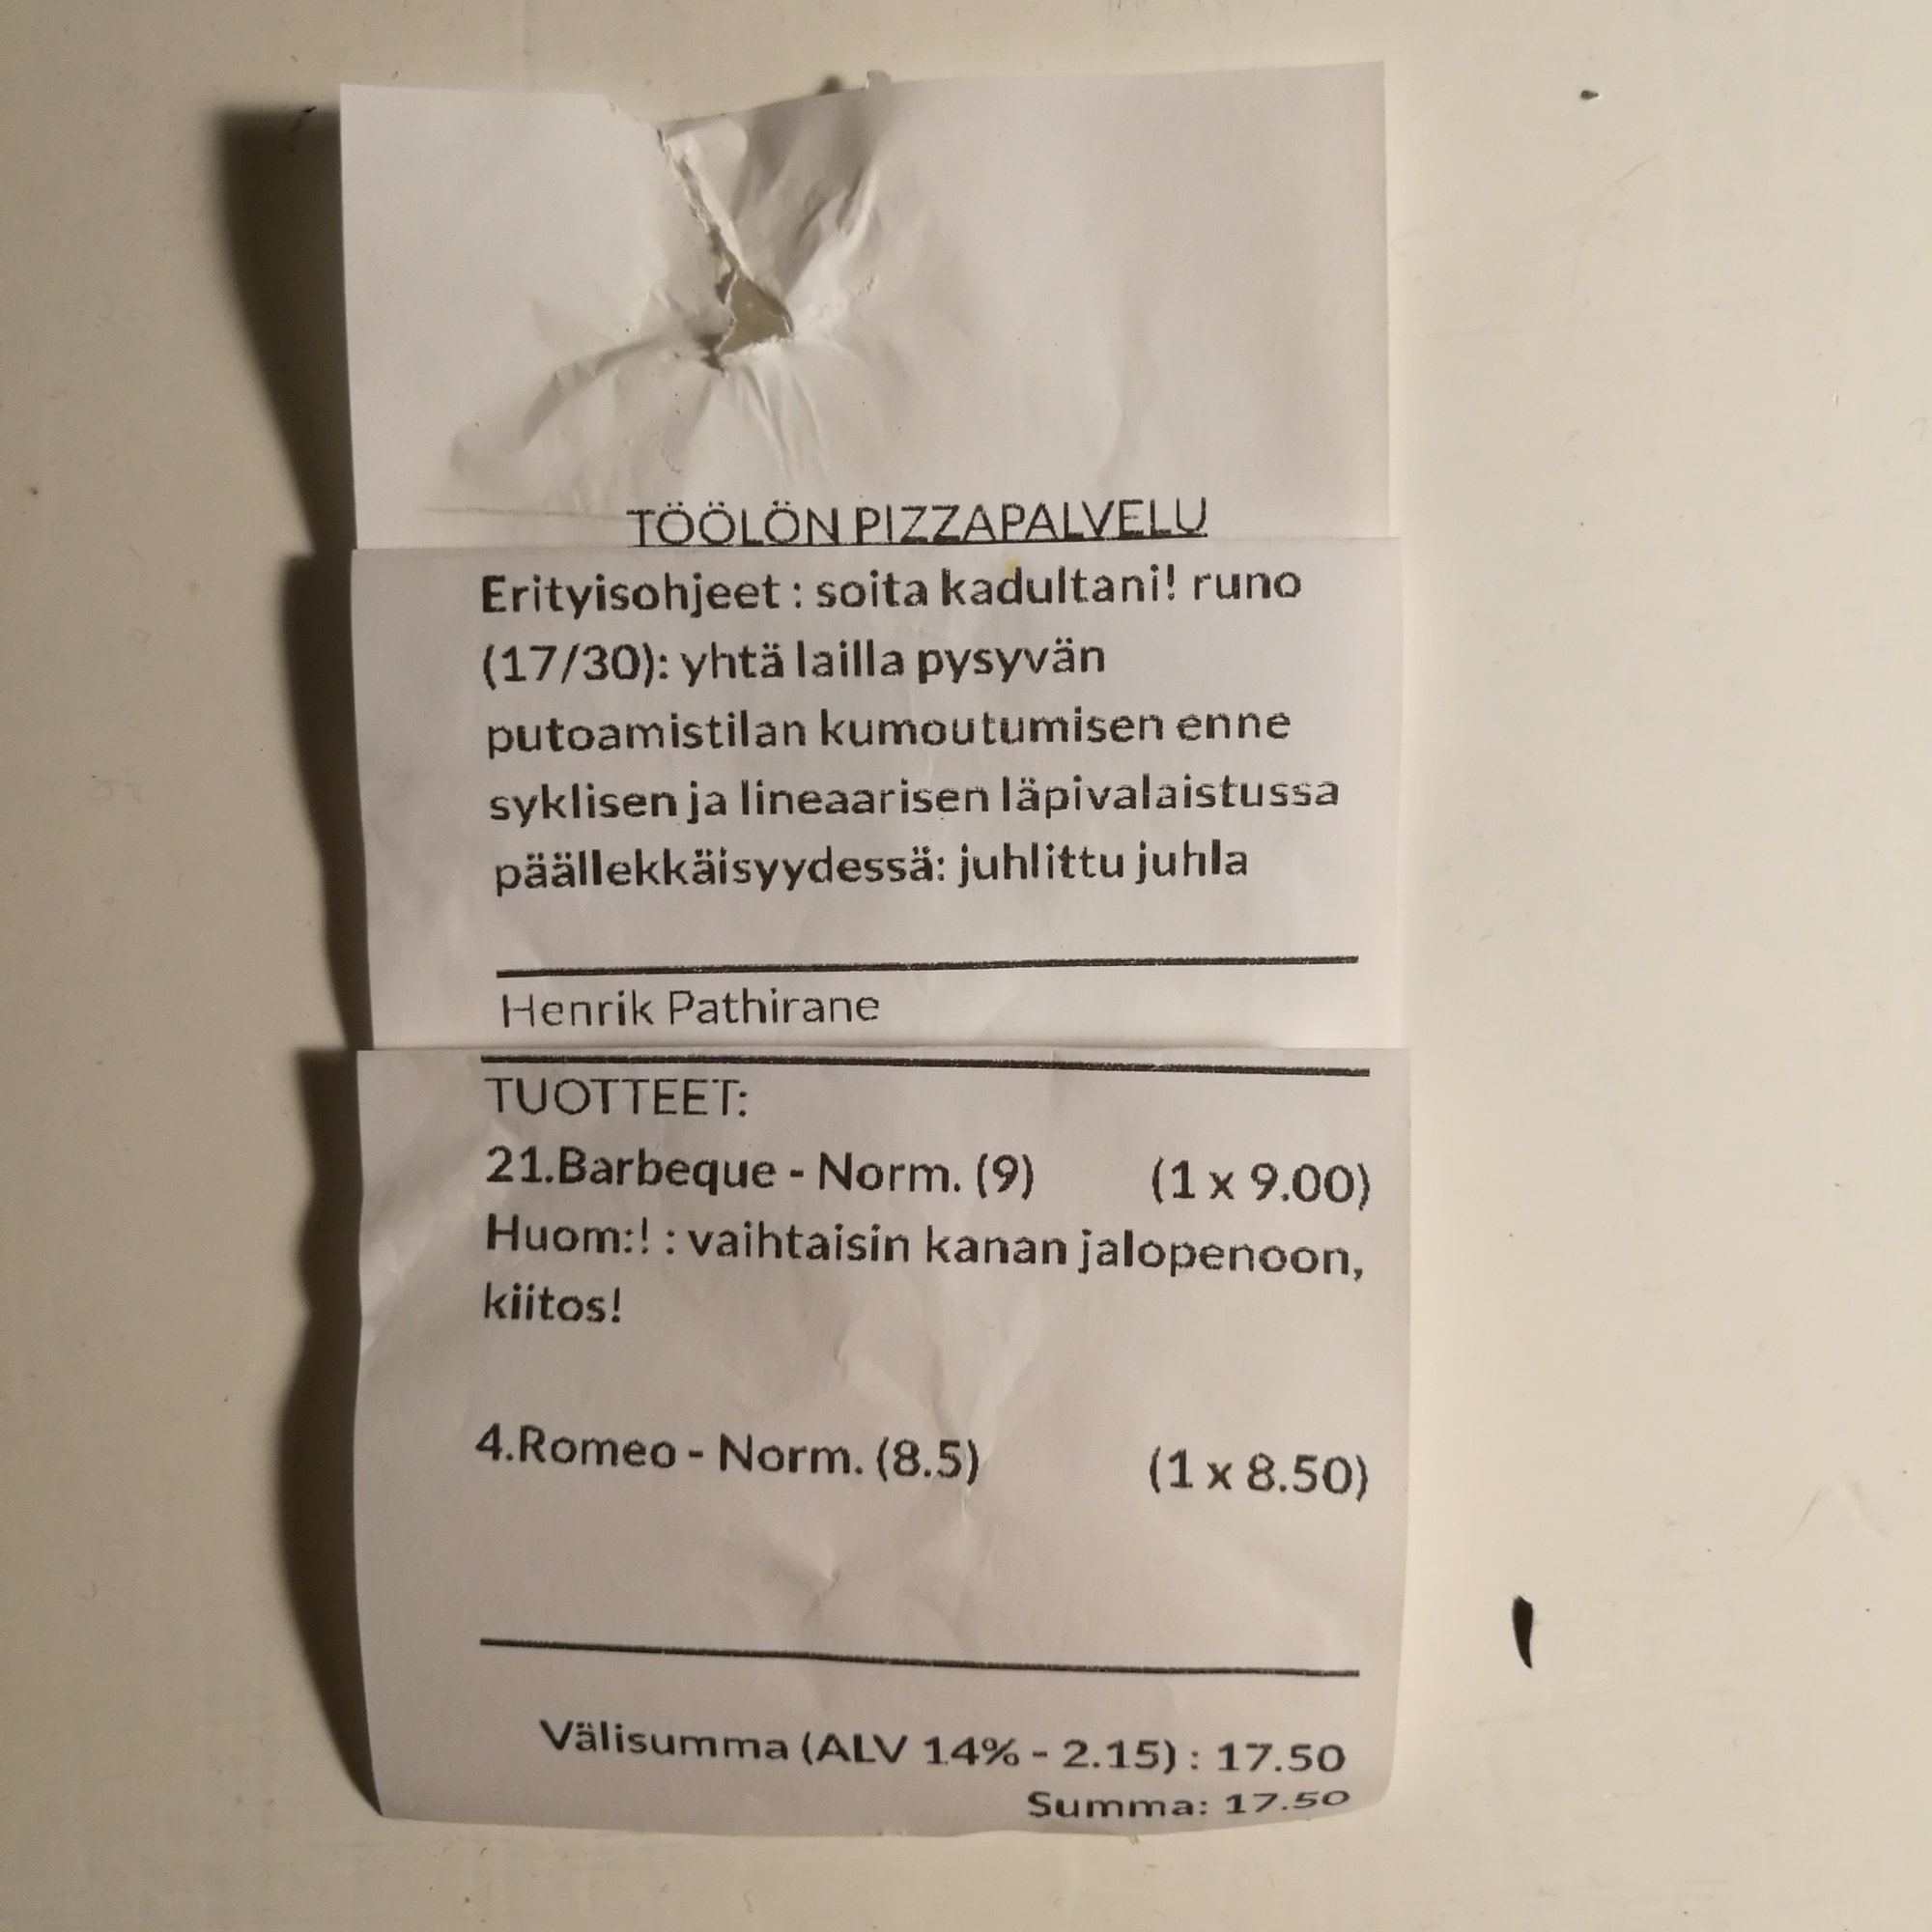 TÖÖLÖN PIZZAPALVELU
Erityisohjeet : soita kadultani! runo
(17/30): yhtä lailla pysyvän
putoamistilan kumoutumisen enne
syklisen ja lineaarisen läpivalaistussa
päällekkäisyydessä: juhlittu juhla
Henrik Pathirane
TUOTTEET:
21.Barbeque - Norm. (9) (1 x 9.00)
Huom:! : vaihtaisin kanan jalopenoon,
kiitos!
4.Romeo - Norm. (8.5) (1 x 8.50)
Välisumma (ALV 14% - 2.15) : 17.50
Summa: 17.50